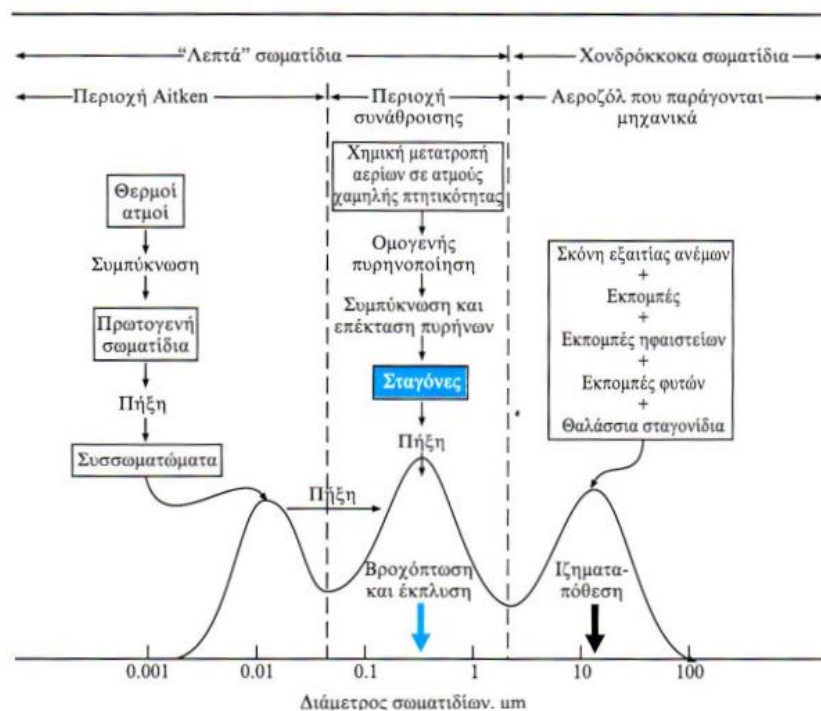 “Λεπτά” σωματίδια
Χονδρόκκοκα σωματίδια
Περιοχή Aitken
Περιοχή
συνάθροισης
Αεροζόλ που παράγονται
μηχανικά
Θερμοί
ατμοί
Συμπύκνωση
Πρωτογενή
σωματίδια
Πήξη
Συσσωματώματα
Πήξη
Χημική μετατροπή
αερίων σε ατμούς
χαμηλής πτητικότητας
Ομογενής
πυρηνοποίηση
Συμπύκνωση και
επέκταση πυρήνων
Σταγόνες
Πήξη
Βροχόπτωση
και έκπλυση
Σκόνη εξαιτίας ανέμων
+
Εκπομπές
+
Εκπομπές ηφαιστείων
+
Εκπομπές φυτών
+
Θαλάσσια σταγονίδια
Ιζηματα-
πόθεση
0.001 0.01 0.1 1 10 100
Διάμετρος σωματιδίων, um